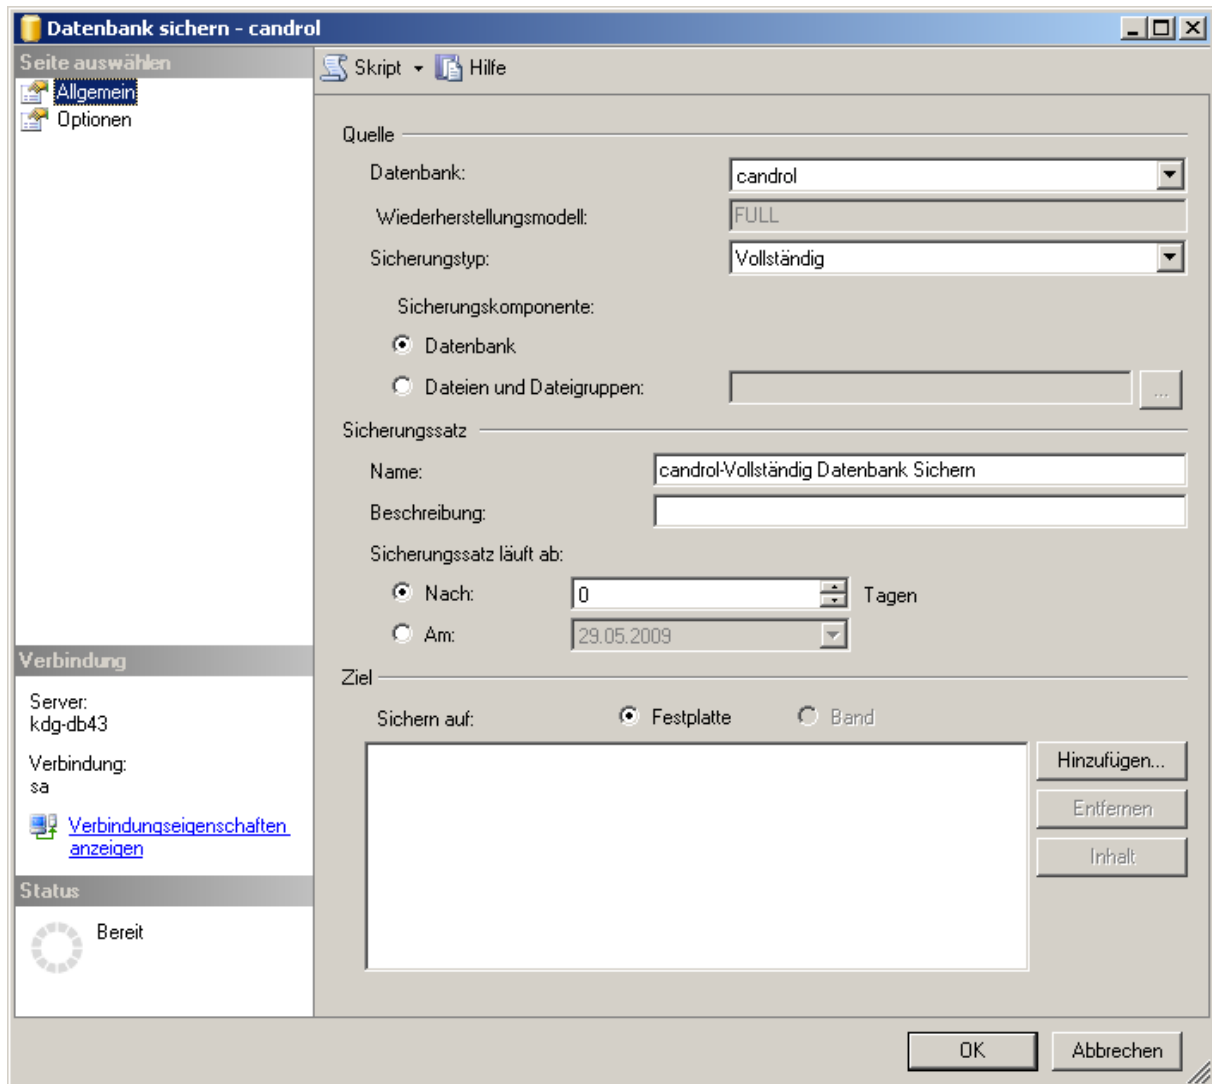 Datenbank sichern - candrol
Seite auswählen
Allgemein
Optionen
Skript
Hilfe
Quelle
Datenbank:
candrol
Wiederherstellungsmodell:
FULL
Sicherungstyp:
Vollständig
Sicherungskomponente:
Datenbank
Dateien und Dateigruppen:
...
Sicherungssatz
Name:
candrol-Vollständig Datenbank Sichern
Beschreibung:
Sicherungssatz läuft ab:
Nach:
0
Tagen
Am:
29.05.2009
Ziel
Sichern auf:
Festplatte
Band
Hinzufügen...
Entfernen
Inhalt
Verbindung
Server:
kdg-db43
Verbindung:
sa
Verbindungseigenschaften
anzeigen
Status
Bereit
OK
Abbrechen